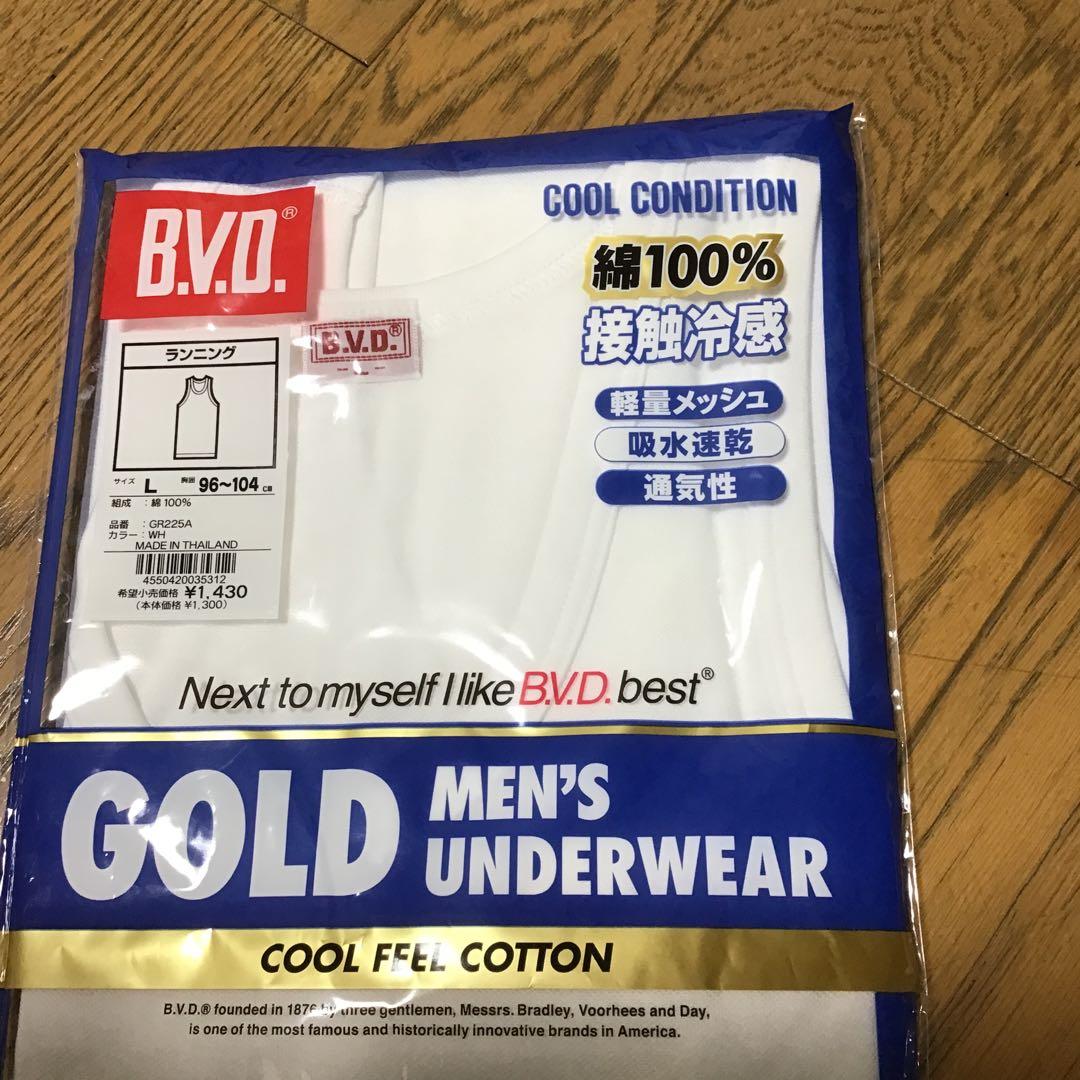 B.V.D.®
COOL CONDITION
綿100%
接触冷感
軽量メッシュ
吸水速乾
通気性
B.V.D.®
ランニング
サイズ L 胸囲 96〜104 CM
組成 : 綿100%
品番 : GR225A
カラー : WH
MADE IN THAILAND
4550420035312
希望小売価格 ¥1,430
(本体価格 ¥1,300)
Next to myself I like B.V.D. best®
GOLD MEN'S
UNDERWEAR
COOL FEEL COTTON
B.V.D.® founded in 1876 by three gentlemen, Messrs. Bradley, Voorhees and Day,
is one of the most famous and historically innovative brands in America.